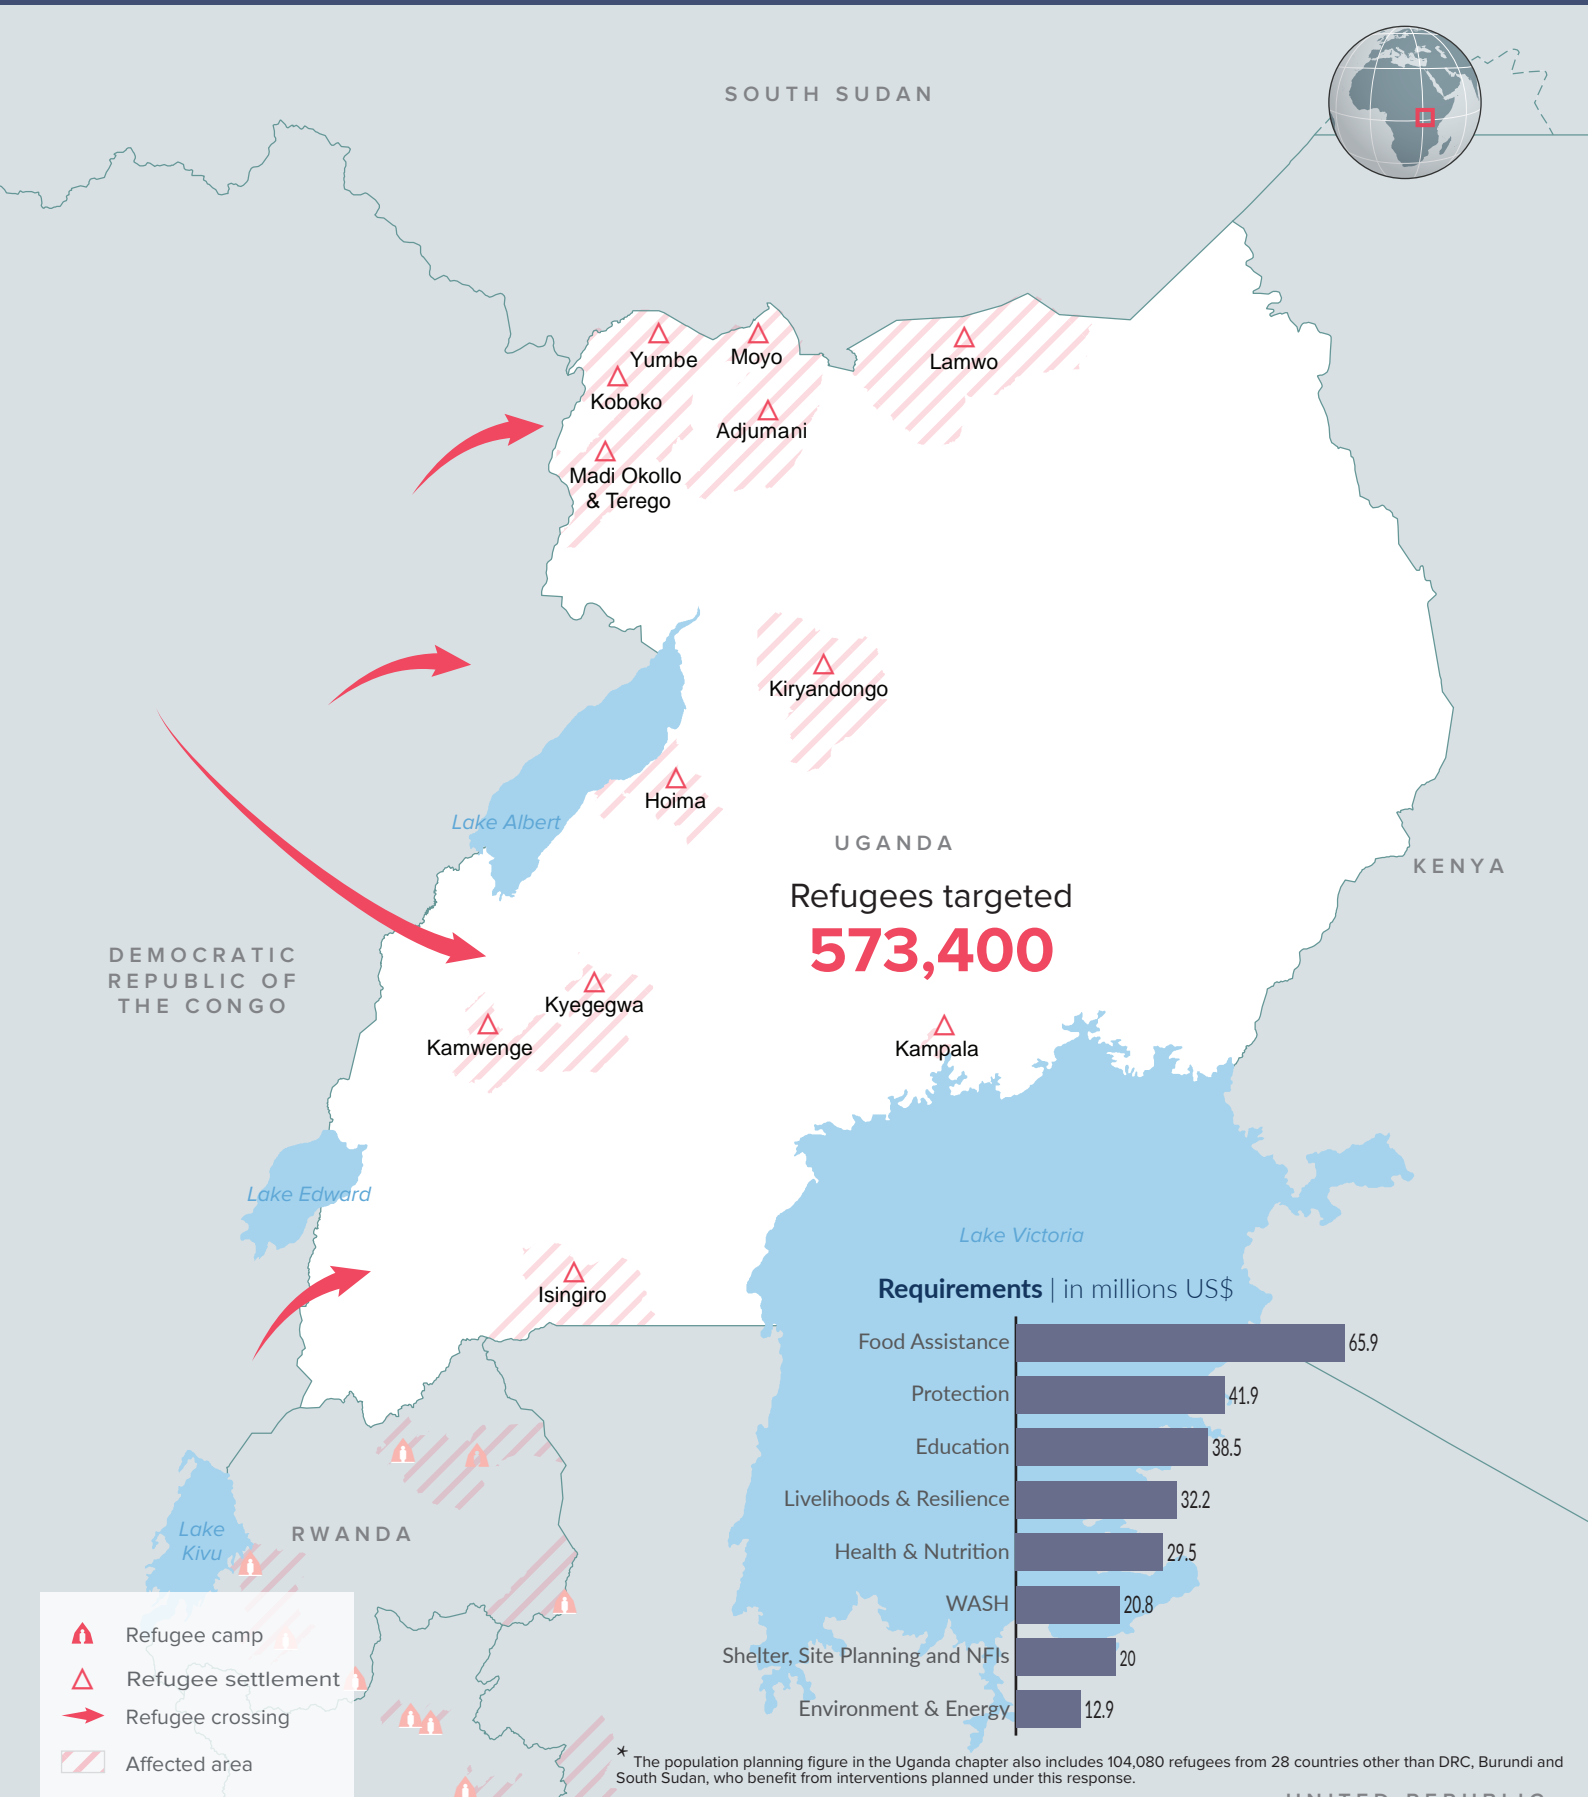 SOUTH SUDAN
Yumbe
Moyo
Lamwo
Koboko
Adjumani
Madi Okollo
& Terego
Kiryandongo
Hoima
Lake Albert
UGANDA
KENYA
Refugees targeted
573,400
DEMOCRATIC
REPUBLIC OF
THE CONGO
Kyegegwa
Kamwenge
Kampala
Lake Edward
Lake Victoria
Isingiro
Requirements | in millions US$
Food Assistance 65.9
Protection 41.9
Education 38.5
Livelihoods & Resilience 32.2
Health & Nutrition 29.5
WASH 20.8
Shelter, Site Planning and NFIs 20
Environment & Energy 12.9
RWANDA
Lake
Kivu
Refugee camp
Refugee settlement
Refugee crossing
Affected area
* The population planning figure in the Uganda chapter also includes 104,080 refugees from 28 countries other than DRC, Burundi and
South Sudan, who benefit from interventions planned under this response.
UNITED REPUBLIC